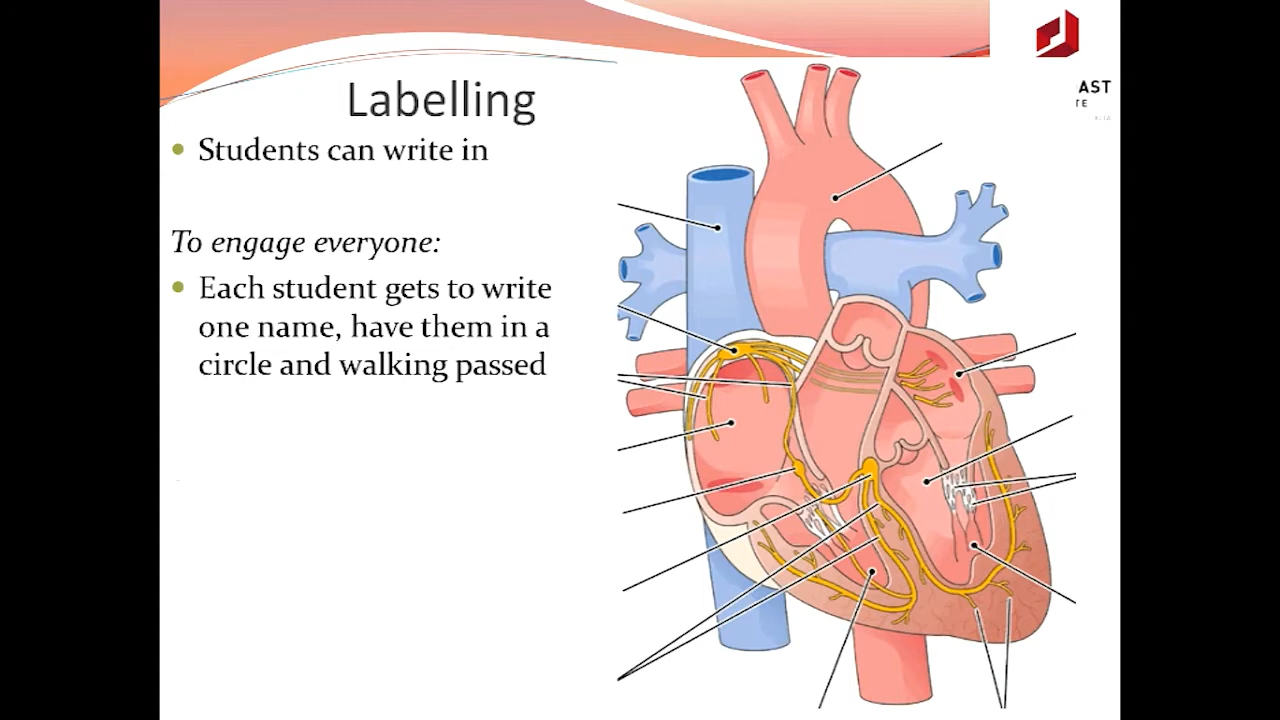 Labelling
• Students can write in
To engage everyone:
• Each student gets to write
one name, have them in a
circle and walking passed
AST
TE